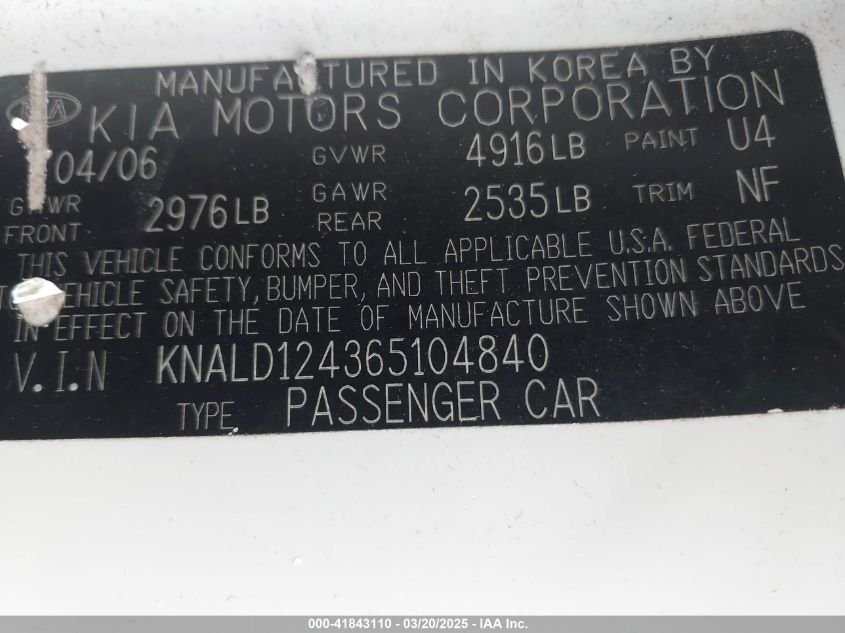 MANUFACTURED IN KOREA BY
KIA MOTORS CORPORATION
04/06 GVWR 4916LB PAINT U4
GAWR FRONT 2976LB GAWR REAR 2535LB TRIM NF
THIS VEHICLE CONFORMS TO ALL APPLICABLE U.S.A. FEDERAL
VEHICLE SAFETY, BUMPER, AND THEFT PREVENTION STANDARDS
IN EFFECT ON THE DATE OF MANUFACTURE SHOWN ABOVE
V.I.N KNALD124365104840
TYPE PASSENGER CAR
000-41843110 - 03/20/2025 - IAA Inc.